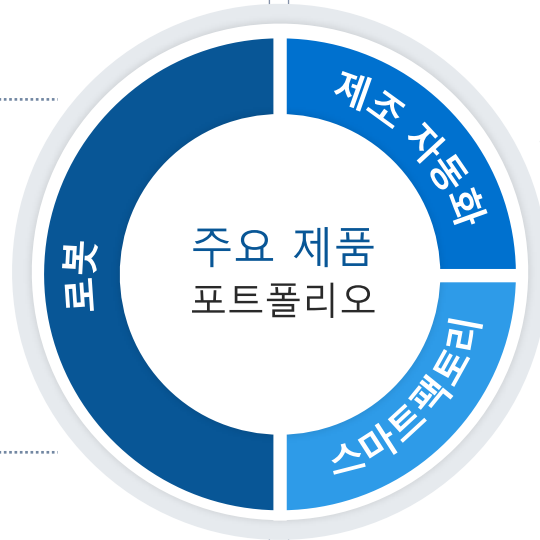 제조 자동화
로봇
주요 제품
포트폴리오
스마트팩토리